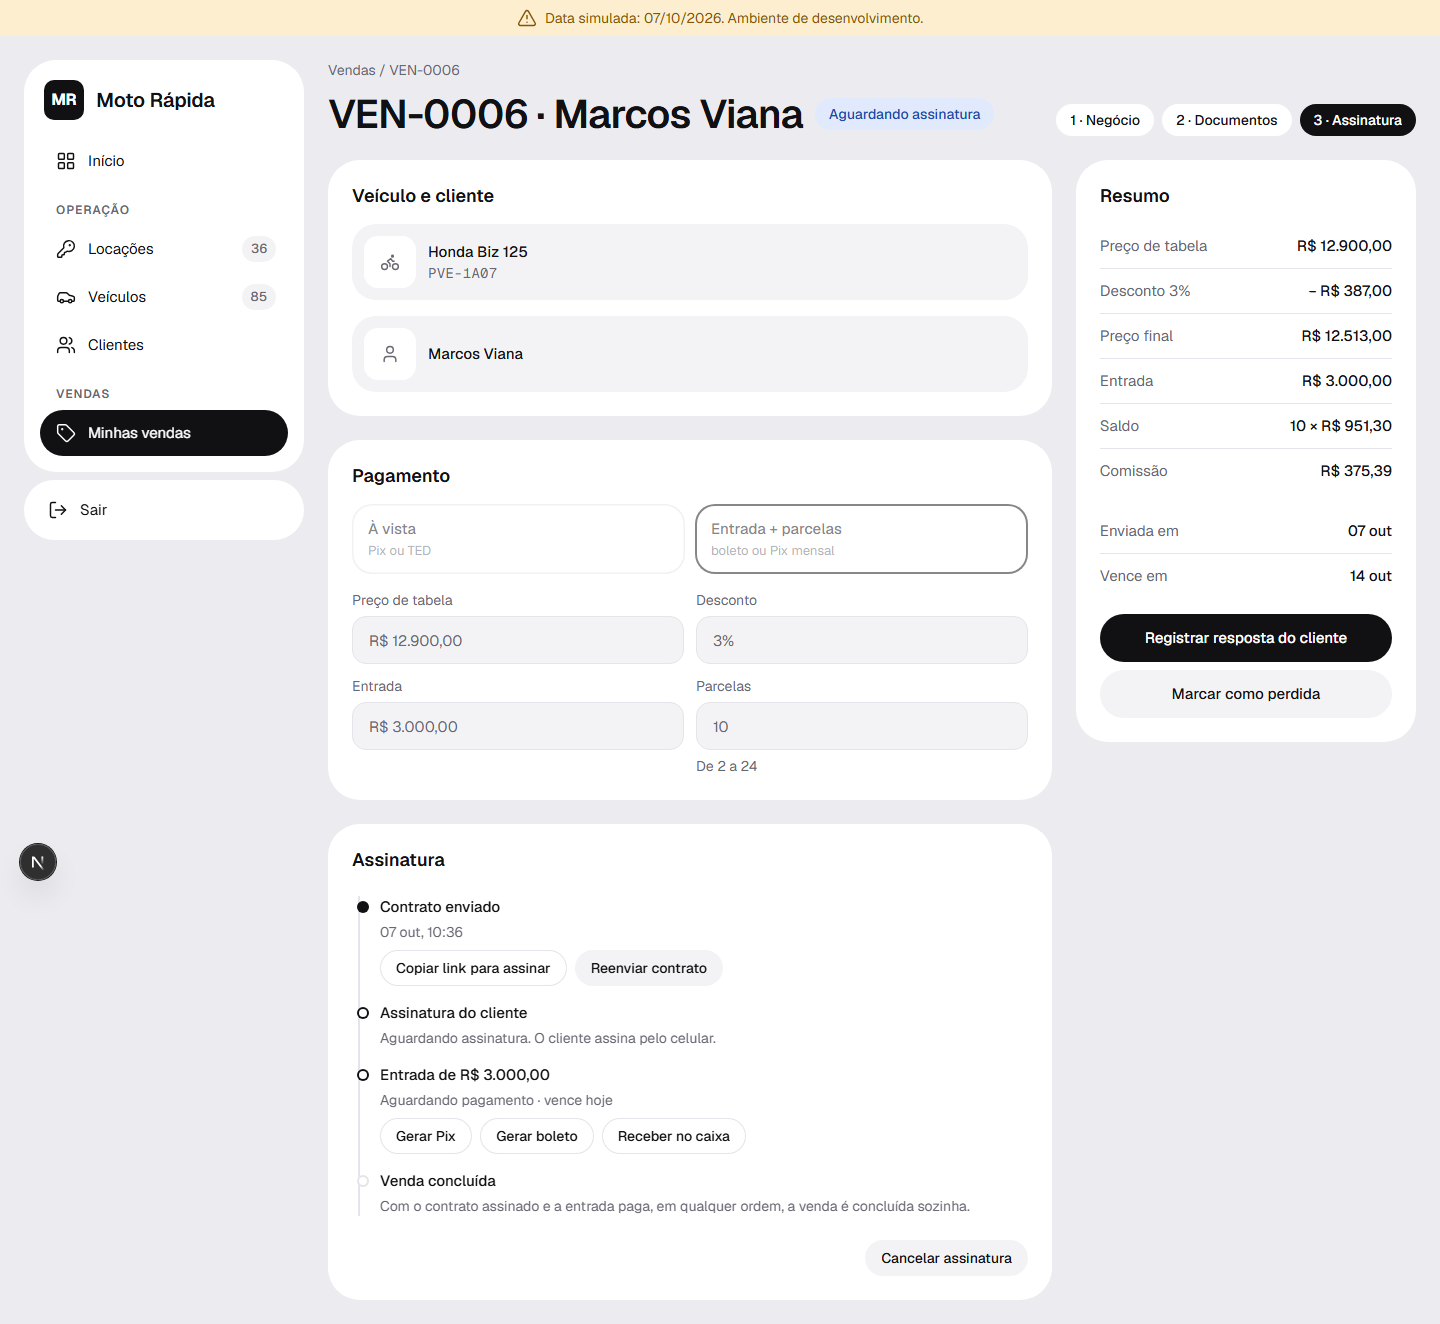 Data simulada: 07/10/2026. Ambiente de desenvolvimento.
MR
Moto Rápida
Início
OPERAÇÃO
Locações
36
Veículos
85
Clientes
VENDAS
Minhas vendas
Sair
Vendas / VEN-0006
VEN-0006 · Marcos Viana
Aguardando assinatura
1 · Negócio
2 · Documentos
3 · Assinatura
Veículo e cliente
Honda Biz 125
PVE-1A07
Marcos Viana
Pagamento
À vista
Pix ou TED
Entrada + parcelas
boleto ou Pix mensal
Preço de tabela
R$ 12.900,00
Desconto
3%
Entrada
R$ 3.000,00
Parcelas
10
De 2 a 24
Assinatura
Contrato enviado
07 out, 10:36
Copiar link para assinar
Reenviar contrato
Assinatura do cliente
Aguardando assinatura. O cliente assina pelo celular.
Entrada de R$ 3.000,00
Aguardando pagamento · vence hoje
Gerar Pix
Gerar boleto
Receber no caixa
Venda concluída
Com o contrato assinado e a entrada paga, em qualquer ordem, a venda é concluída sozinha.
Cancelar assinatura
Resumo
Preço de tabela
R$ 12.900,00
Desconto 3%
− R$ 387,00
Preço final
R$ 12.513,00
Entrada
R$ 3.000,00
Saldo
10 × R$ 951,30
Comissão
R$ 375,39
Enviada em
07 out
Vence em
14 out
Registrar resposta do cliente
Marcar como perdida
N